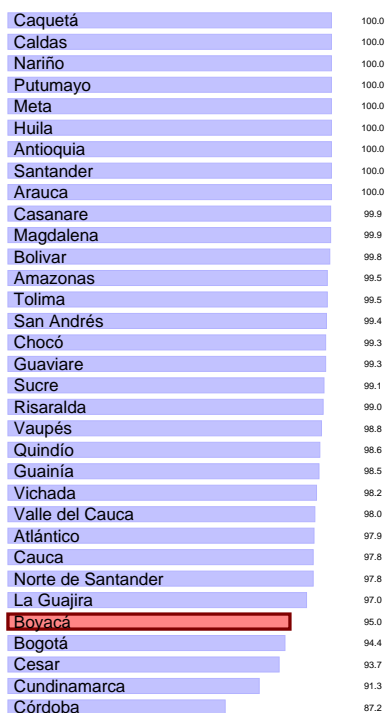 Caquetá 100.0
Caldas 100.0
Nariño 100.0
Putumayo 100.0
Meta 100.0
Huila 100.0
Antioquia 100.0
Santander 100.0
Arauca 100.0
Casanare 99.9
Magdalena 99.9
Bolivar 99.8
Amazonas 99.5
Tolima 99.5
San Andrés 99.4
Chocó 99.3
Guaviare 99.3
Sucre 99.1
Risaralda 99.0
Vaupés 98.8
Quindío 98.6
Guainía 98.5
Vichada 98.2
Valle del Cauca 98.0
Atlántico 97.9
Cauca 97.8
Norte de Santander 97.8
La Guajira 97.0
Boyacá 95.0
Bogotá 94.4
Cesar 93.7
Cundinamarca 91.3
Córdoba 87.2